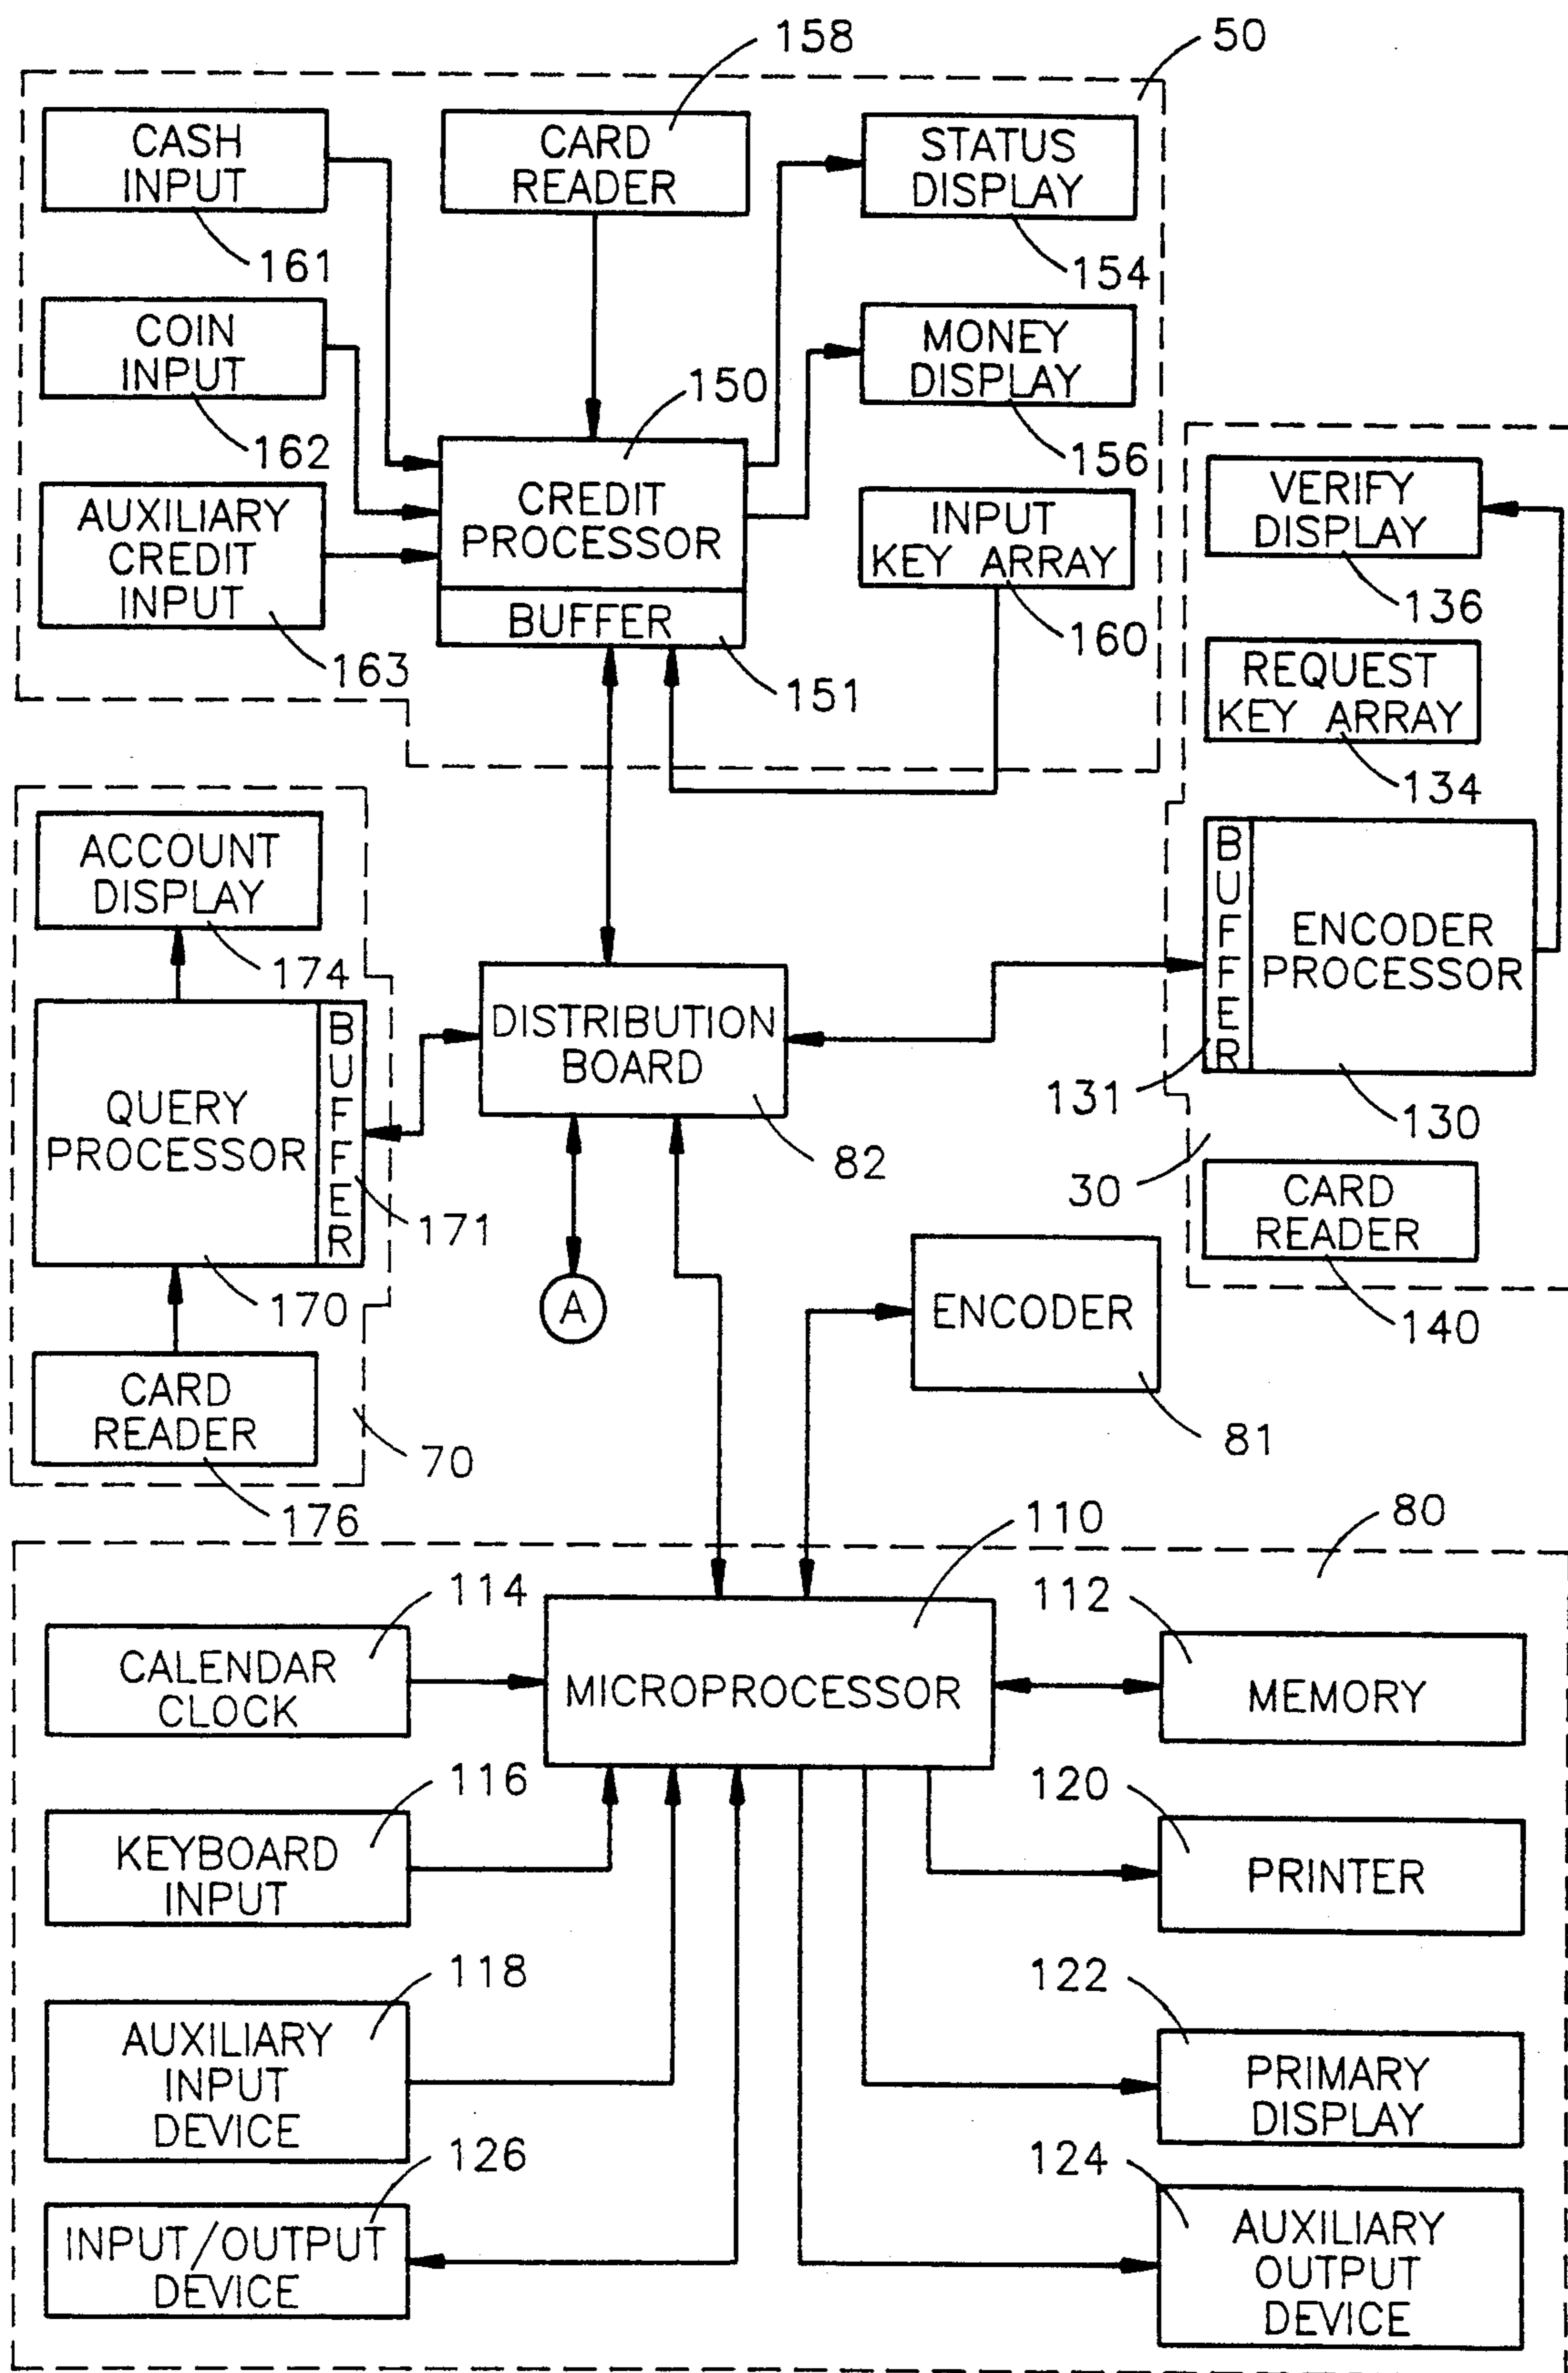 158
50
CASH
INPUT
161
CARD
READER
STATUS
DISPLAY
154
COIN
INPUT
162
150
MONEY
DISPLAY
156
AUXILIARY
CREDIT
INPUT
163
CREDIT
PROCESSOR
BUFFER
151
INPUT
KEY ARRAY
160
VERIFY
DISPLAY
136
REQUEST
KEY ARRAY
134
BUFFER
ENCODER
PROCESSOR
131
130
30
CARD
READER
140
ACCOUNT
DISPLAY
174
QUERY
PROCESSOR
BUFFER
171
170
CARD
READER
176
70
DISTRIBUTION
BOARD
82
A
ENCODER
81
110
80
114
CALENDAR
CLOCK
MICROPROCESSOR
112
MEMORY
116
KEYBOARD
INPUT
120
PRINTER
118
AUXILIARY
INPUT
DEVICE
122
PRIMARY
DISPLAY
126
INPUT/OUTPUT
DEVICE
124
AUXILIARY
OUTPUT
DEVICE